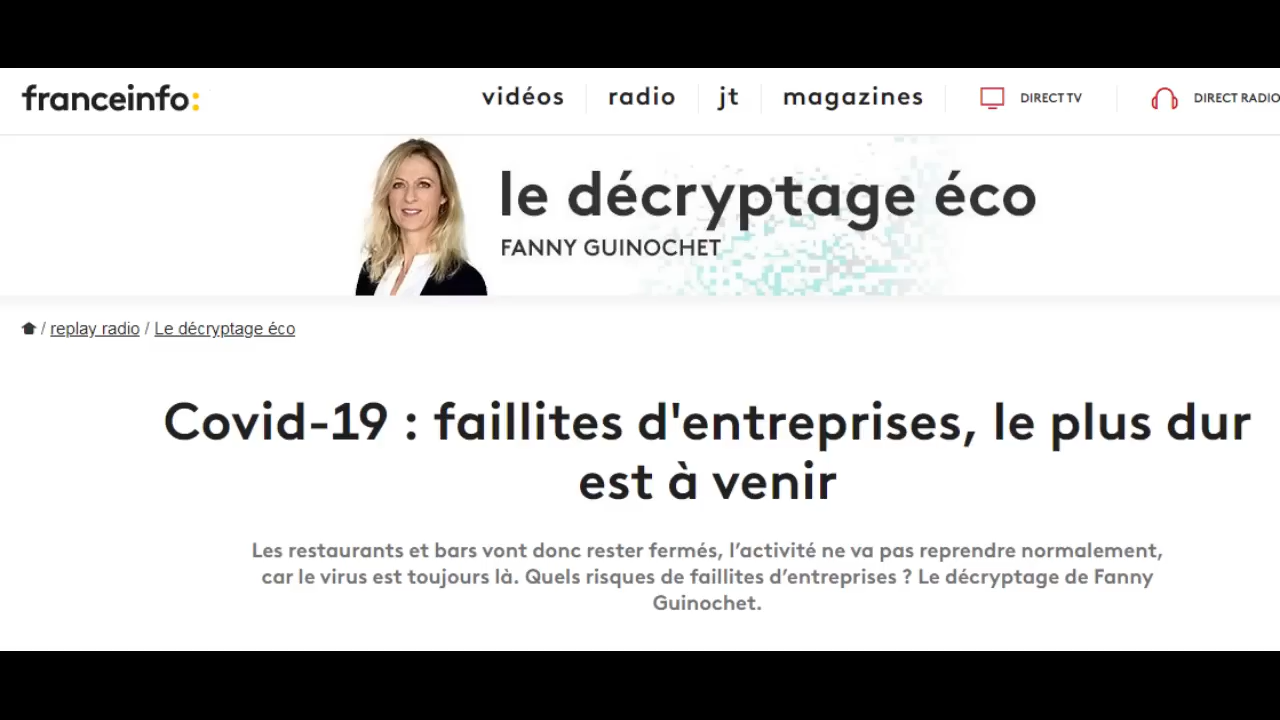 franceinfo:
vidéos radio jt magazines DIRECT TV DIRECT RADIO
le décryptage éco
FANNY GUINOCHET
/ replay radio / Le décryptage éco
Covid-19 : faillites d'entreprises, le plus dur
est à venir
Les restaurants et bars vont donc rester fermés, l’activité ne va pas reprendre normalement,
car le virus est toujours là. Quels risques de faillites d’entreprises ? Le décryptage de Fanny
Guinochet.